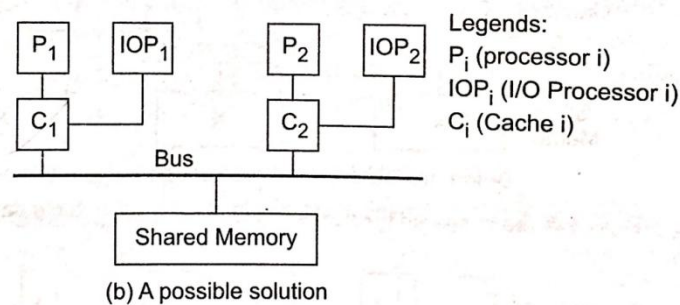 P1
IOP1
P2
IOP2
Legends:
Pi (processor i)
IOPi (I/O Processor i)
Ci (Cache i)
C1
C2
Bus
Shared Memory
(b) A possible solution